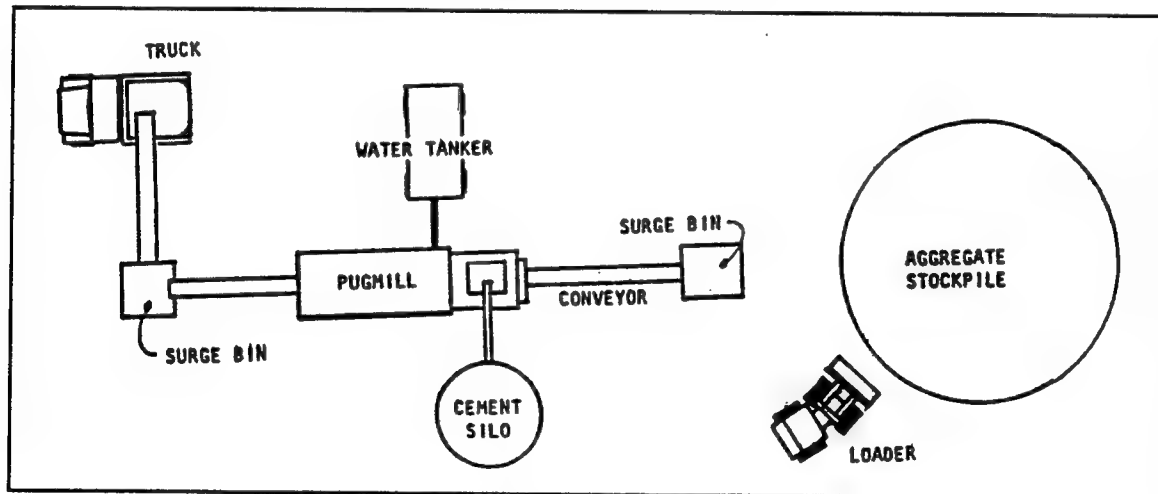 TRUCK
WATER TANKER
SURGE BIN
AGGREGATE
STOCKPILE
PUGMILL
CONVEYOR
SURGE BIN
CEMENT
SILO
LOADER